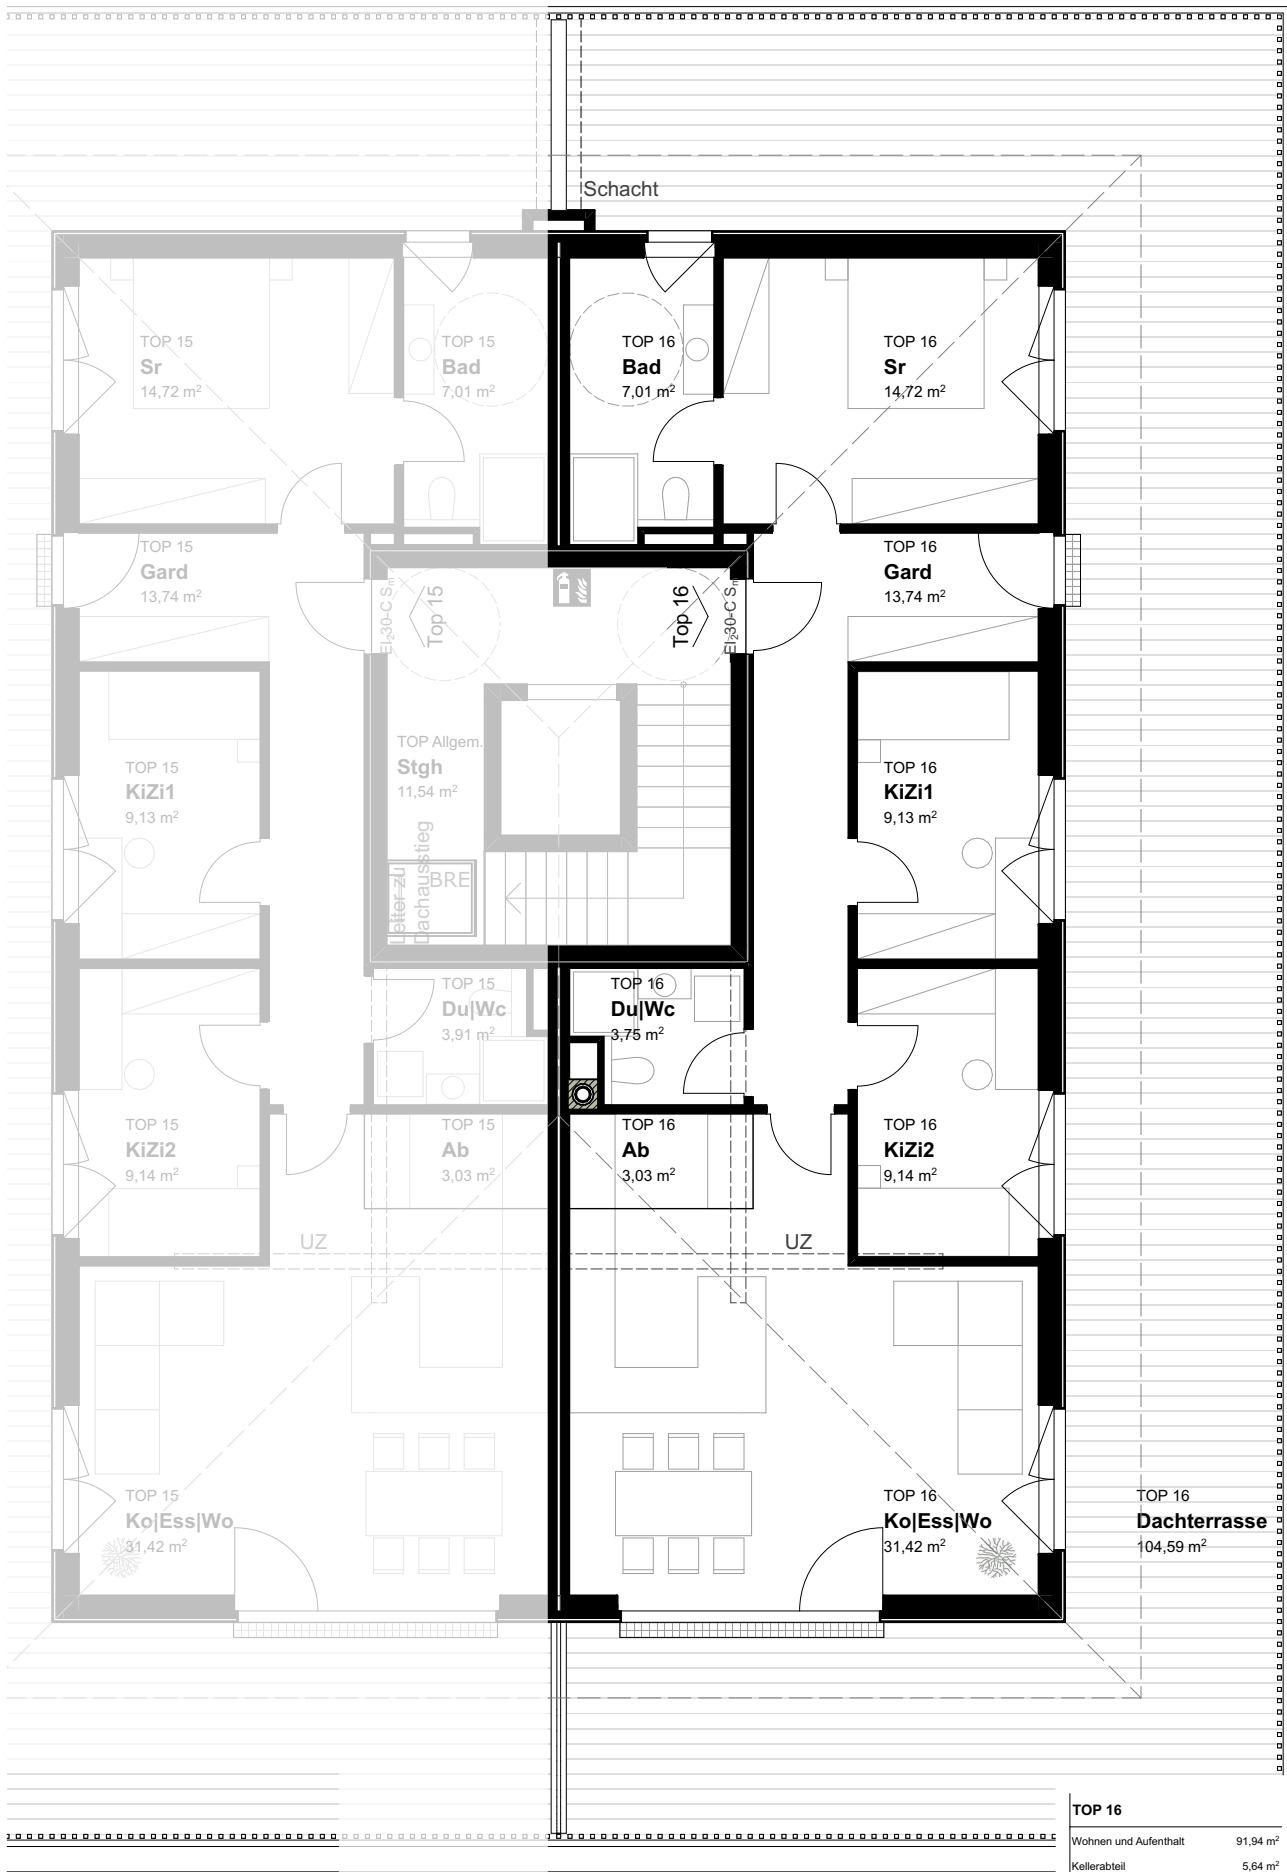 Schacht
TOP 15
Sr
14,72 m²
TOP 15
Bad
7,01 m²
TOP 16
Bad
7,01 m²
TOP 16
Sr
14,72 m²
TOP 15
Gard
13,74 m²
TOP 16
Gard
13,74 m²
EI₂30-C Sₘ
Top 15
Top 16
EI₂30-C Sₘ
TOP 15
KiZi1
9,13 m²
TOP Allgem.
Stgh
11,54 m²
TOP 16
KiZi1
9,13 m²
Leiter zu
Dachausstieg
BRE
TOP 15
Du|Wc
3,91 m²
TOP 16
Du|Wc
3,75 m²
TOP 15
KiZi2
9,14 m²
TOP 15
Ab
3,03 m²
TOP 16
Ab
3,03 m²
TOP 16
KiZi2
9,14 m²
UZ
UZ
TOP 15
Ko|Ess|Wo
31,42 m²
TOP 16
Ko|Ess|Wo
31,42 m²
TOP 16
Dachterrasse
104,59 m²
TOP 16
Wohnen und Aufenthalt 91,94 m²
Kellerabteil 5,64 m²